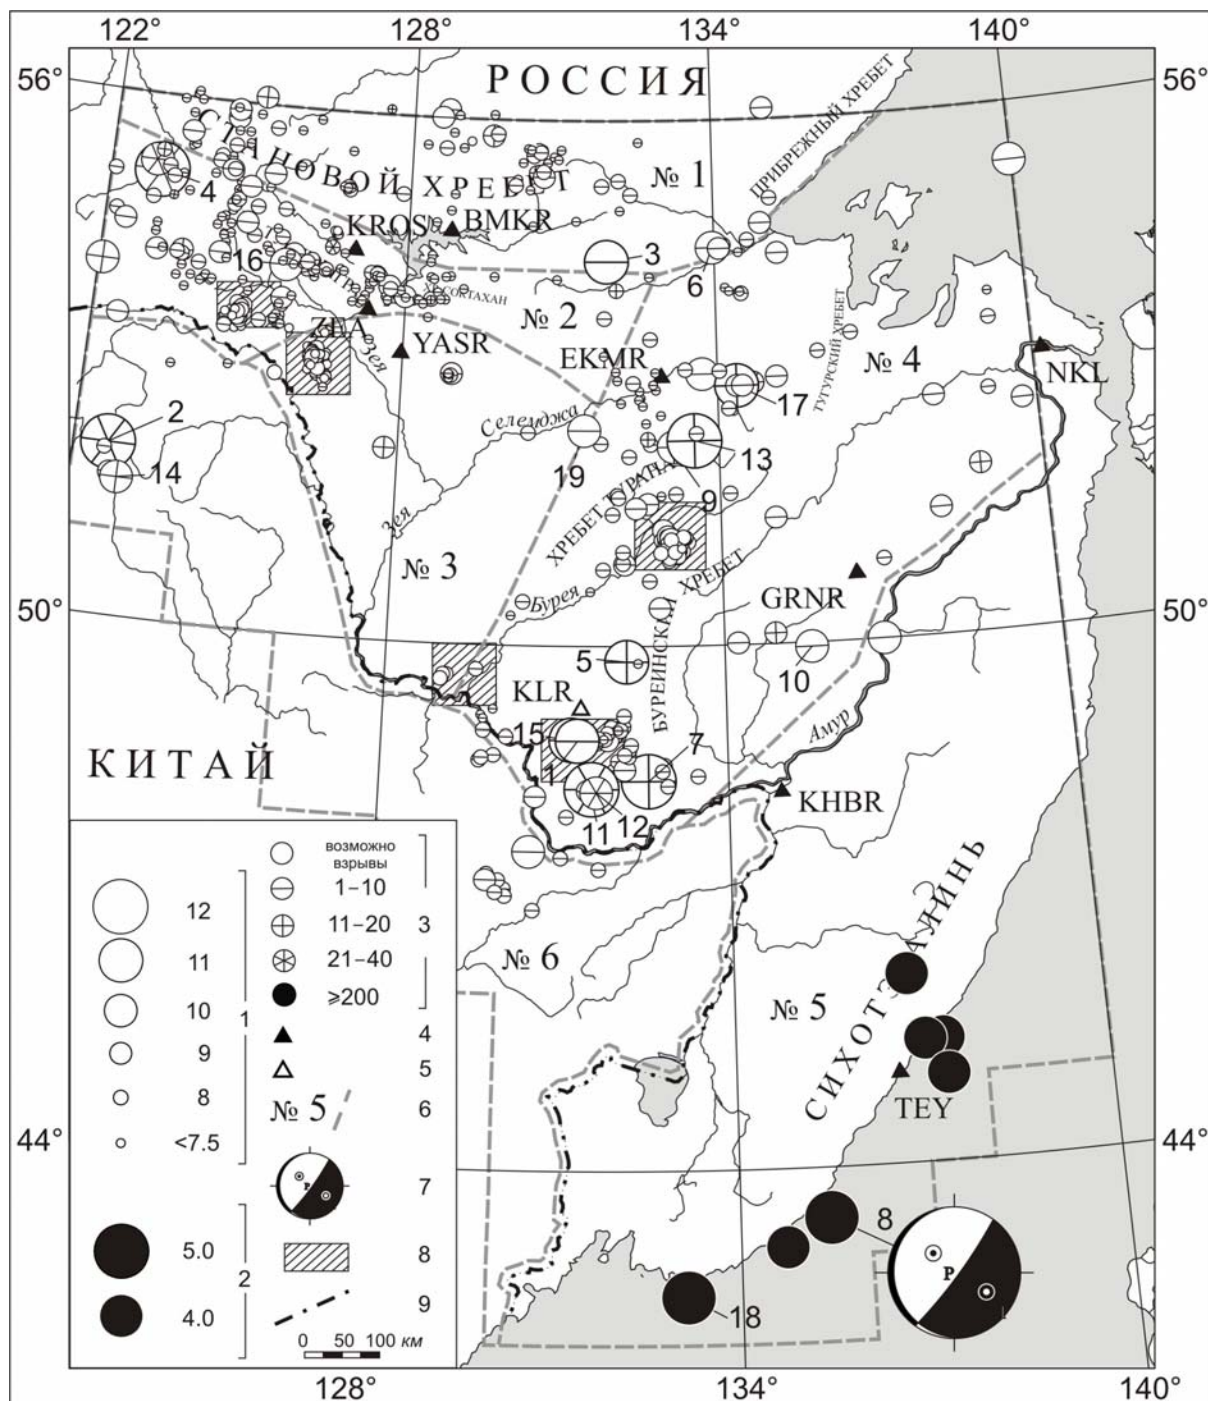 122° 128° 134° 140°
56° 56°
РОССИЯ
ПРИБРЕЖНЫЙ ХРЕБЕТ
СТАНОВОЙ ХРЕБЕТ
№ 1
4
KROS
BMKR
16
3
6
ZEA
№ 2
YASR
Зея
EKMR
ТУГУРСКИЙ ХРЕБЕТ
№ 4
NKL
17
2
14
Селемджа
13
19
9
ХРЕБЕТ ТУРАНА
Зея
№ 3
Бурея
БУРЕИНСКИЙ ХРЕБЕТ
GRNR
50° 50°
5
10
KLR
Амур
КИТАЙ
15
1
7
11
12
KHBR
№ 6
№ 5
СИХОТЭ-АЛИНЬ
TEY
44° 44°
8
P
18
12
11
10
9
8
<7.5
1
5.0
4.0
2
возможно
взрывы
1–10
11–20
21–40
≥200
3
4
5
№ 5
6
P
7
8
9
0 50 100 км
128° 134° 140°